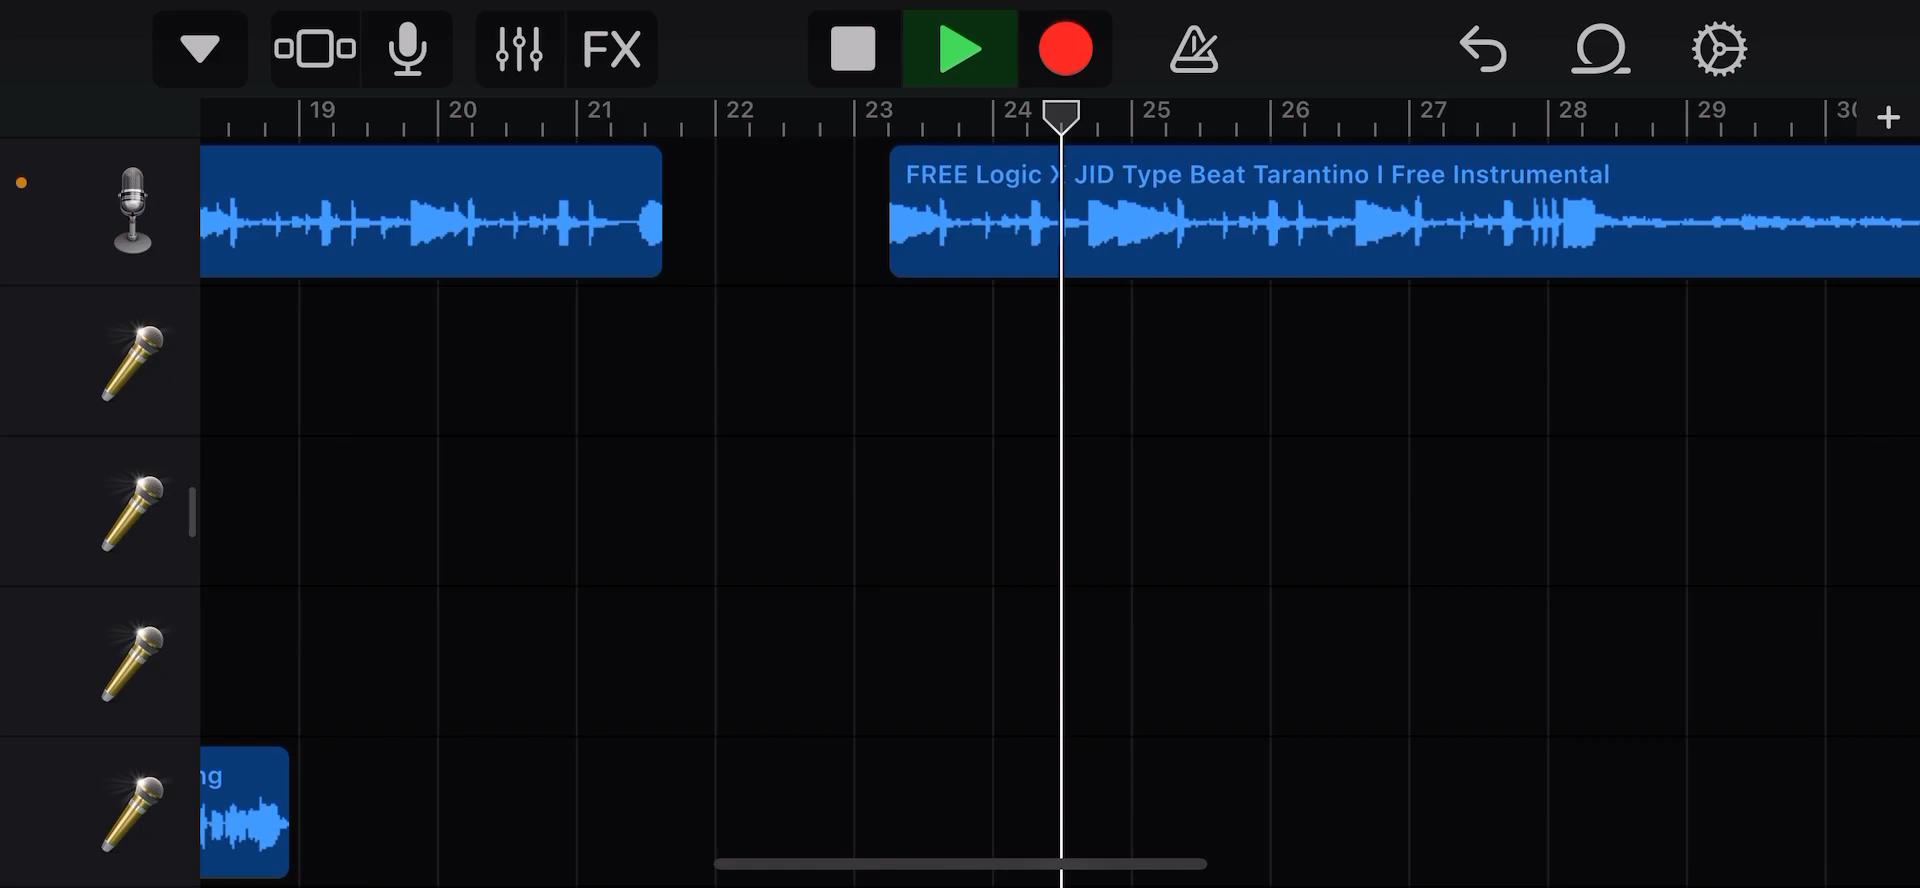 FX
19 20 21 22 23 24 25 26 27 28 29 30
FREE Logic X JID Type Beat Tarantino I Free Instrumental
ng